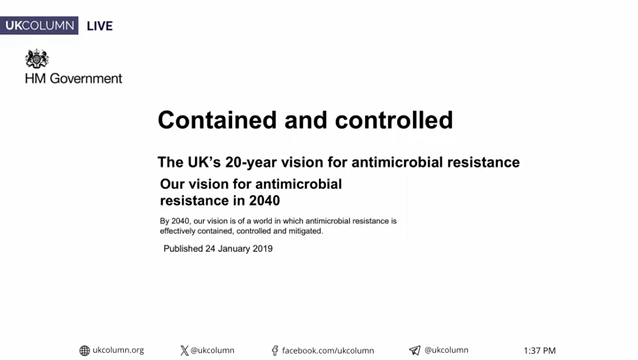 UKCOLUMN LIVE
HM Government
Contained and controlled
The UK's 20-year vision for antimicrobial resistance
Our vision for antimicrobial
resistance in 2040
By 2040, our vision is of a world in which antimicrobial resistance is
effectively contained, controlled and mitigated.
Published 24 January 2019
ukcolumn.org @ukcolumn facebook.com/ukcolumn @ukcolumn 1:37 PM